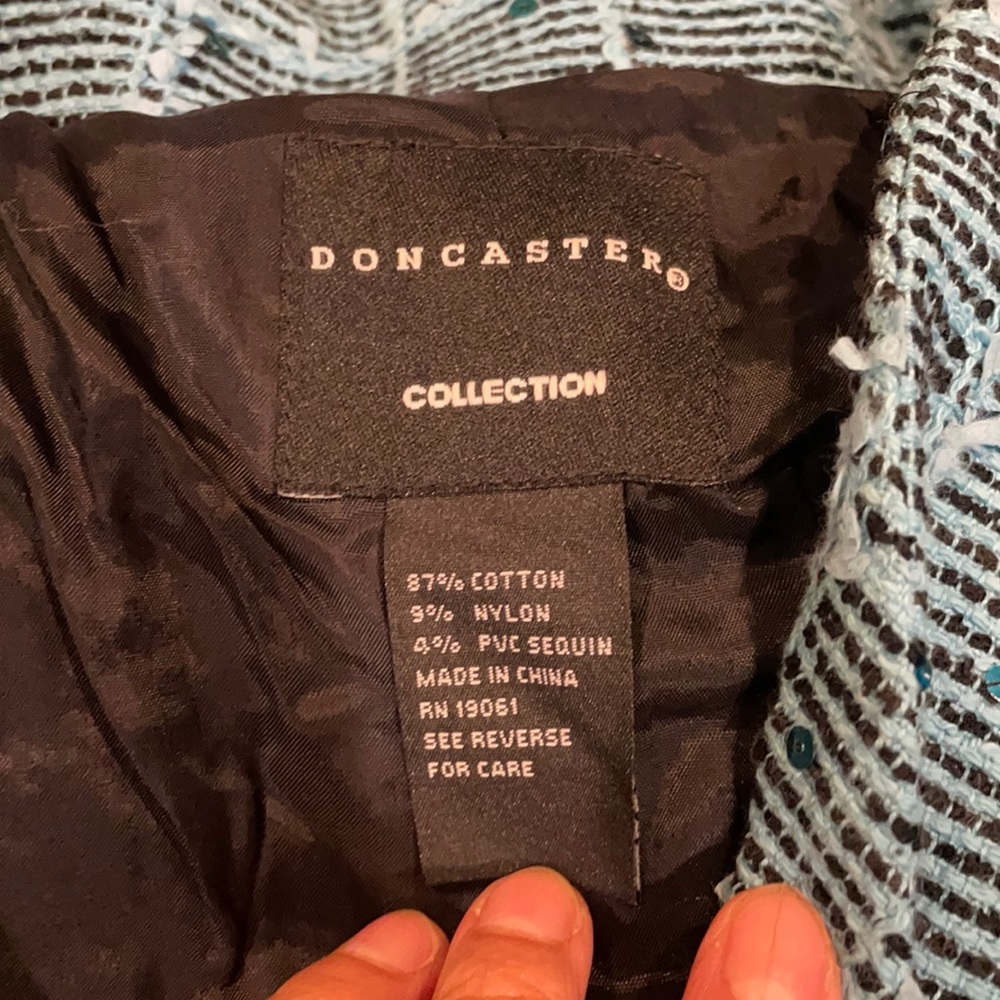 DONCASTER®
COLLECTION
87% COTTON
9% NYLON
4% PVC SEQUIN
MADE IN CHINA
RN 19061
SEE REVERSE
FOR CARE